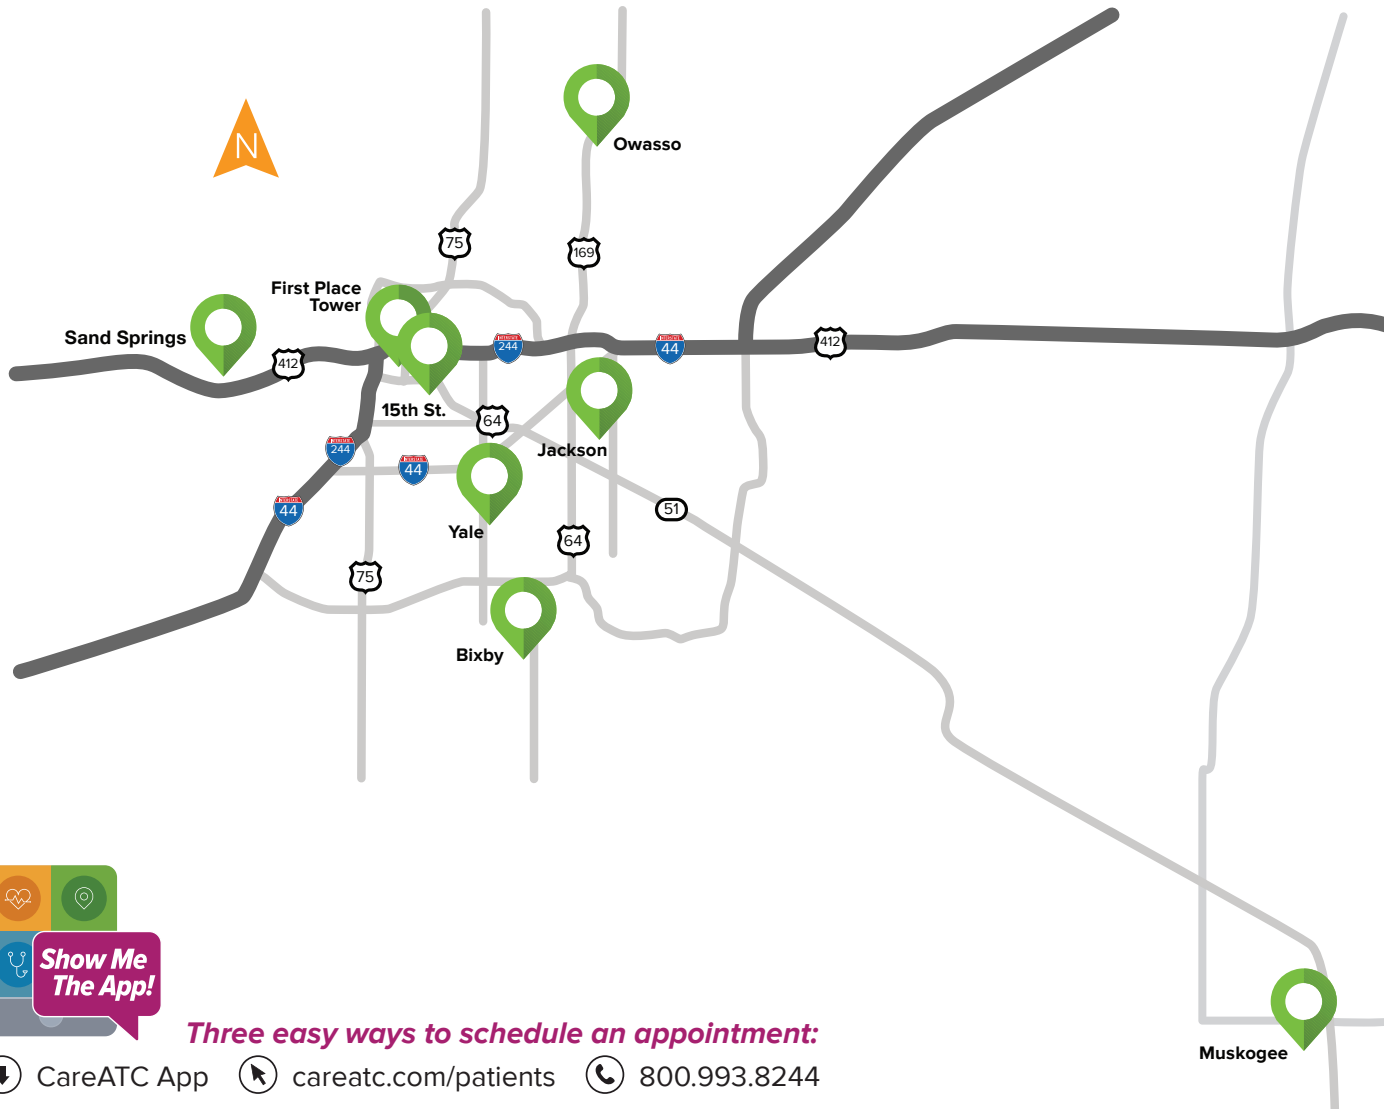 Owasso
N
75
169
First Place
Tower
Sand Springs
412
244
44
412
15th St.
64
Jackson
244
44
44
51
Yale
64
75
Bixby
Show Me
The App!
Three easy ways to schedule an appointment:
CareATC App
careatc.com/patients
800.993.8244
Muskogee